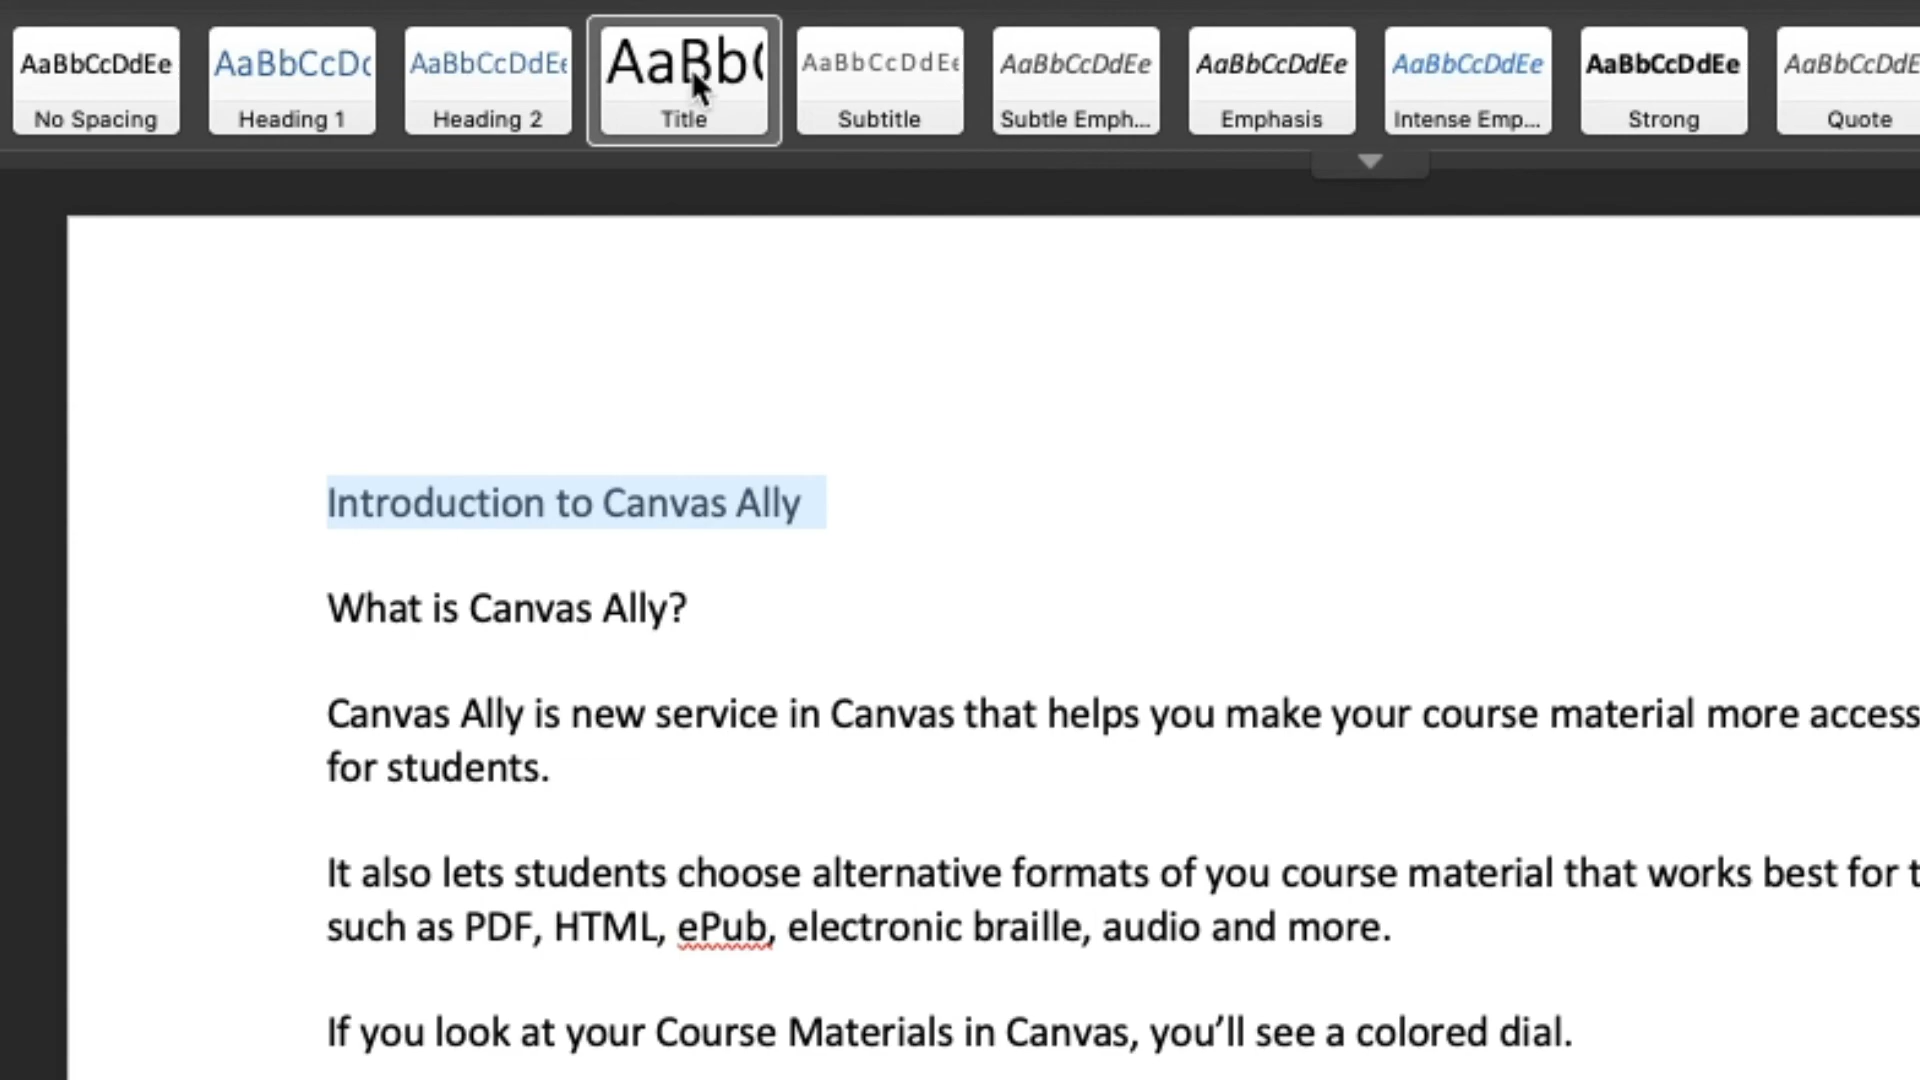 AaBbCcDdEe AaBbCcDc AaBbCcDdEe AaBb( AaBbCcDdEe AaBbCcDdEe AaBbCcDdEe AaBbCcDdEe AaBbCcDdEe AaBbCcDdE
No Spacing Heading 1 Heading 2 Title Subtitle Subtle Emph... Emphasis Intense Emp... Strong Quote
Introduction to Canvas Ally
What is Canvas Ally?
Canvas Ally is new service in Canvas that helps you make your course material more access
for students.
It also lets students choose alternative formats of you course material that works best for t
such as PDF, HTML, ePub, electronic braille, audio and more.
If you look at your Course Materials in Canvas, you’ll see a colored dial.